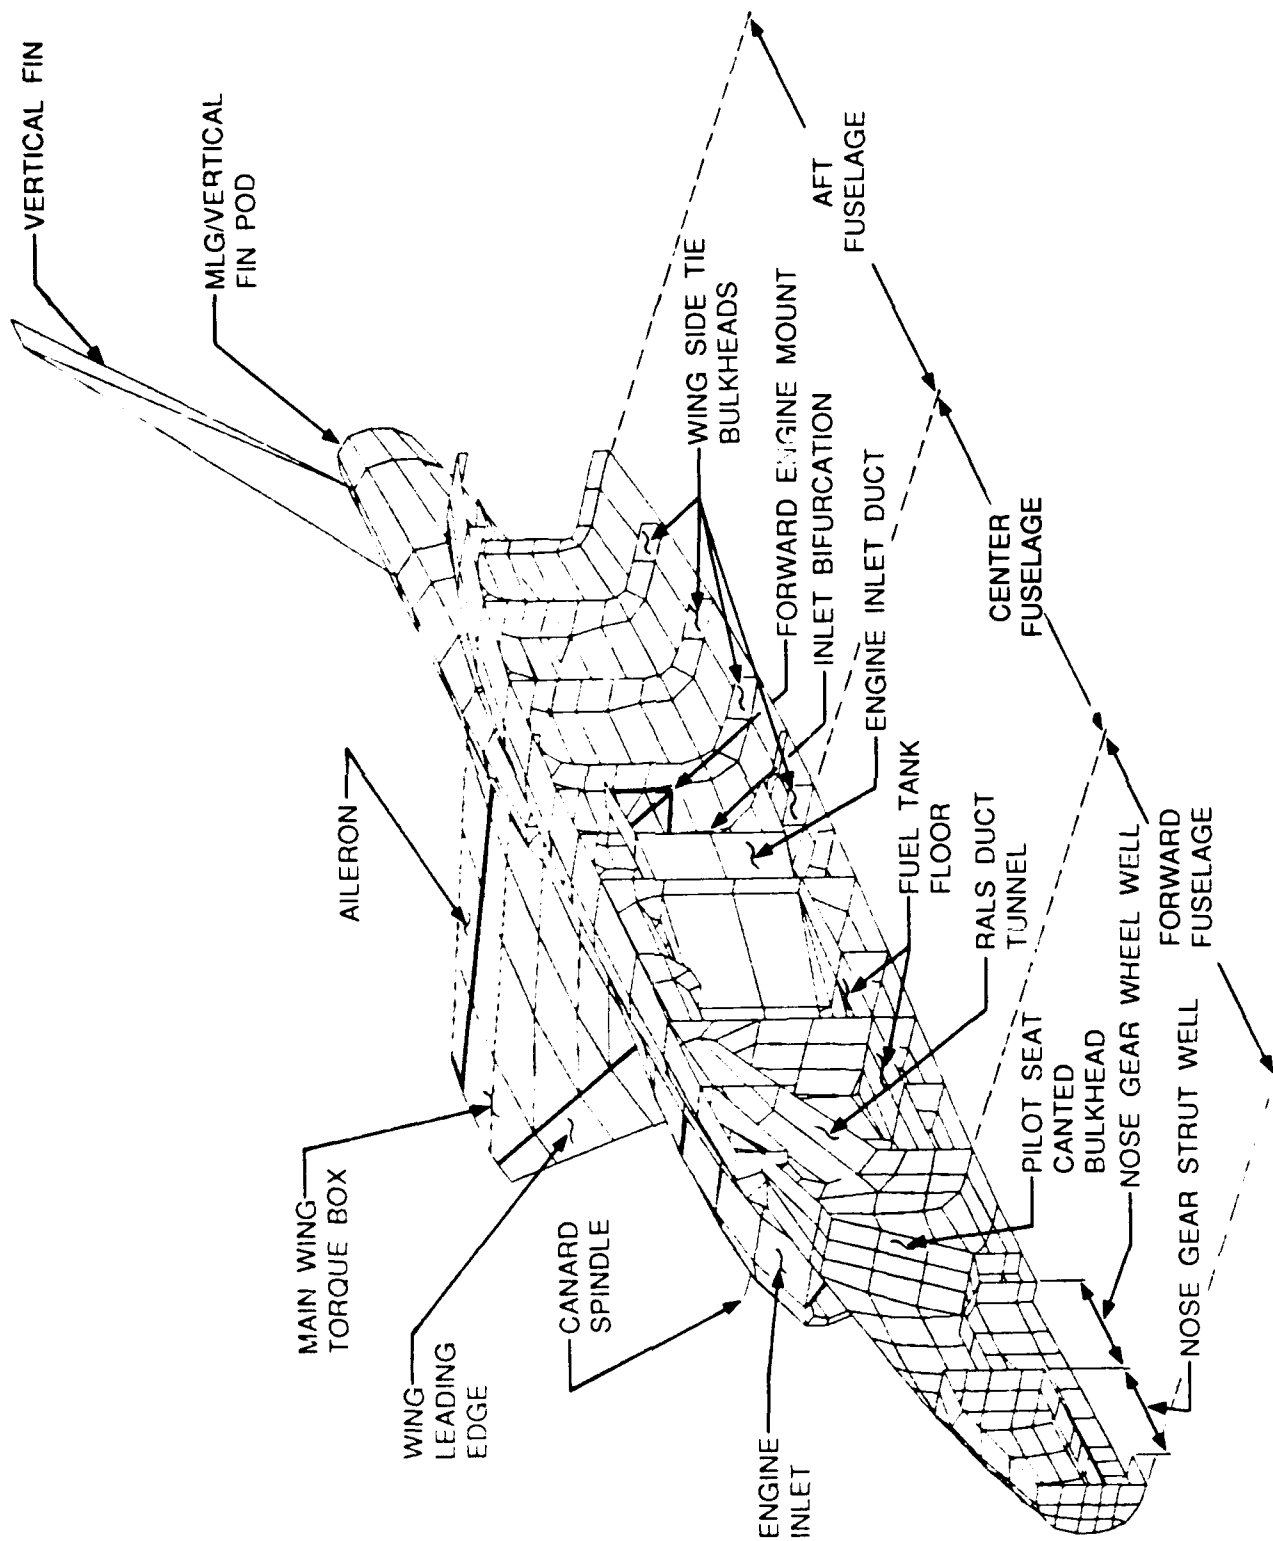 VERTICAL FIN
MLG/VERTICAL
FIN POD
AILERON
MAIN WING
TORQUE BOX
WING
LEADING
EDGE
CANARD
SPINDLE
ENGINE
INLET
WING SIDE TIE
BULKHEADS
FORWARD ENGINE MOUNT
INLET BIFURCATION
ENGINE INLET DUCT
FUEL TANK
FLOOR
RALS DUCT
TUNNEL
PILOT SEAT
CANTED
BULKHEAD
NOSE GEAR WHEEL WELL
NOSE GEAR STRUT WELL
AFT
FUSELAGE
CENTER
FUSELAGE
FORWARD
FUSELAGE